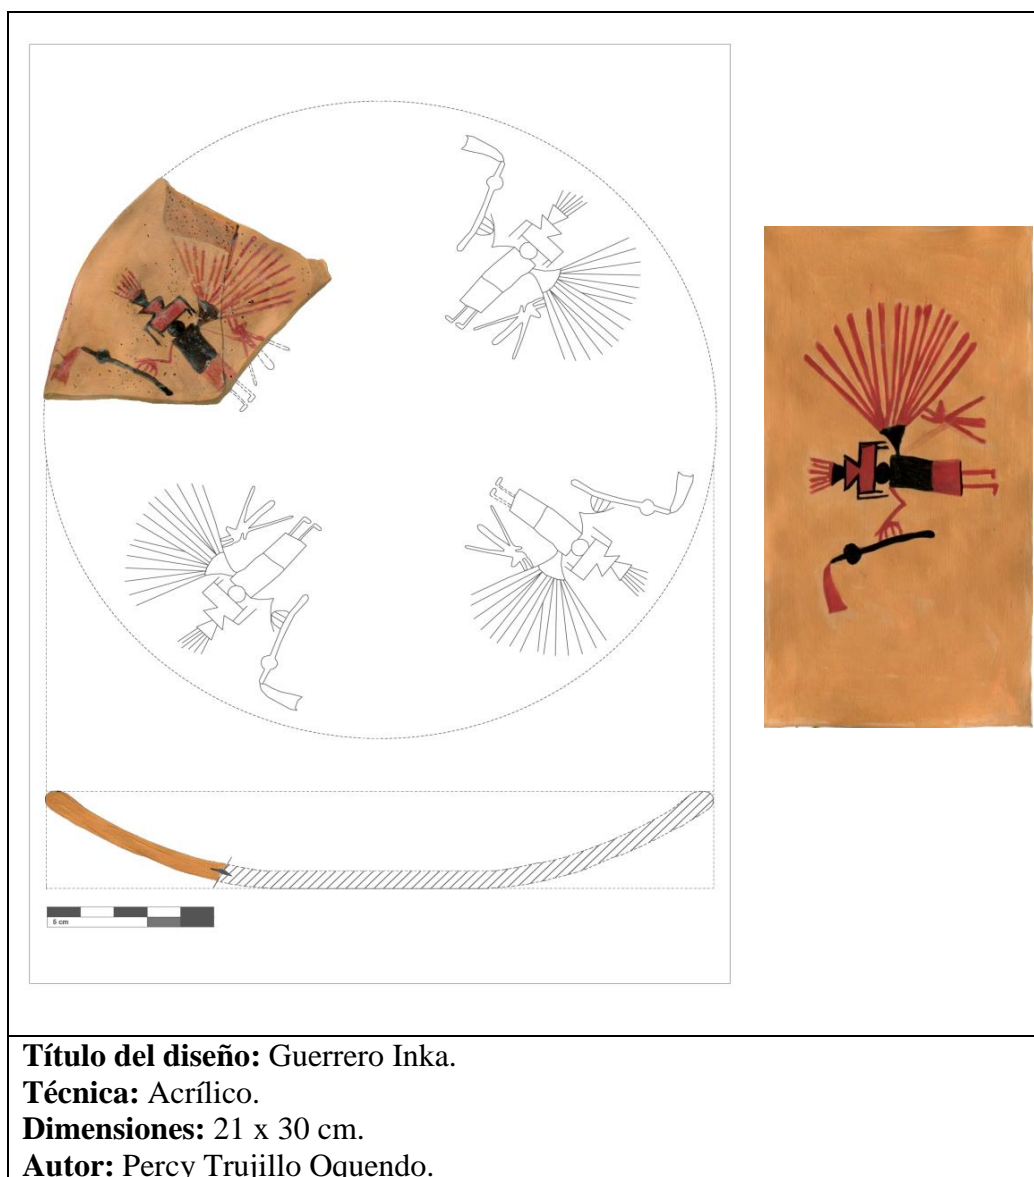 5 cm
Título del diseño: Guerrero Inka.
Técnica: Acrílico.
Dimensiones: 21 x 30 cm.
Autor: Percy Trujillo Oquendo.